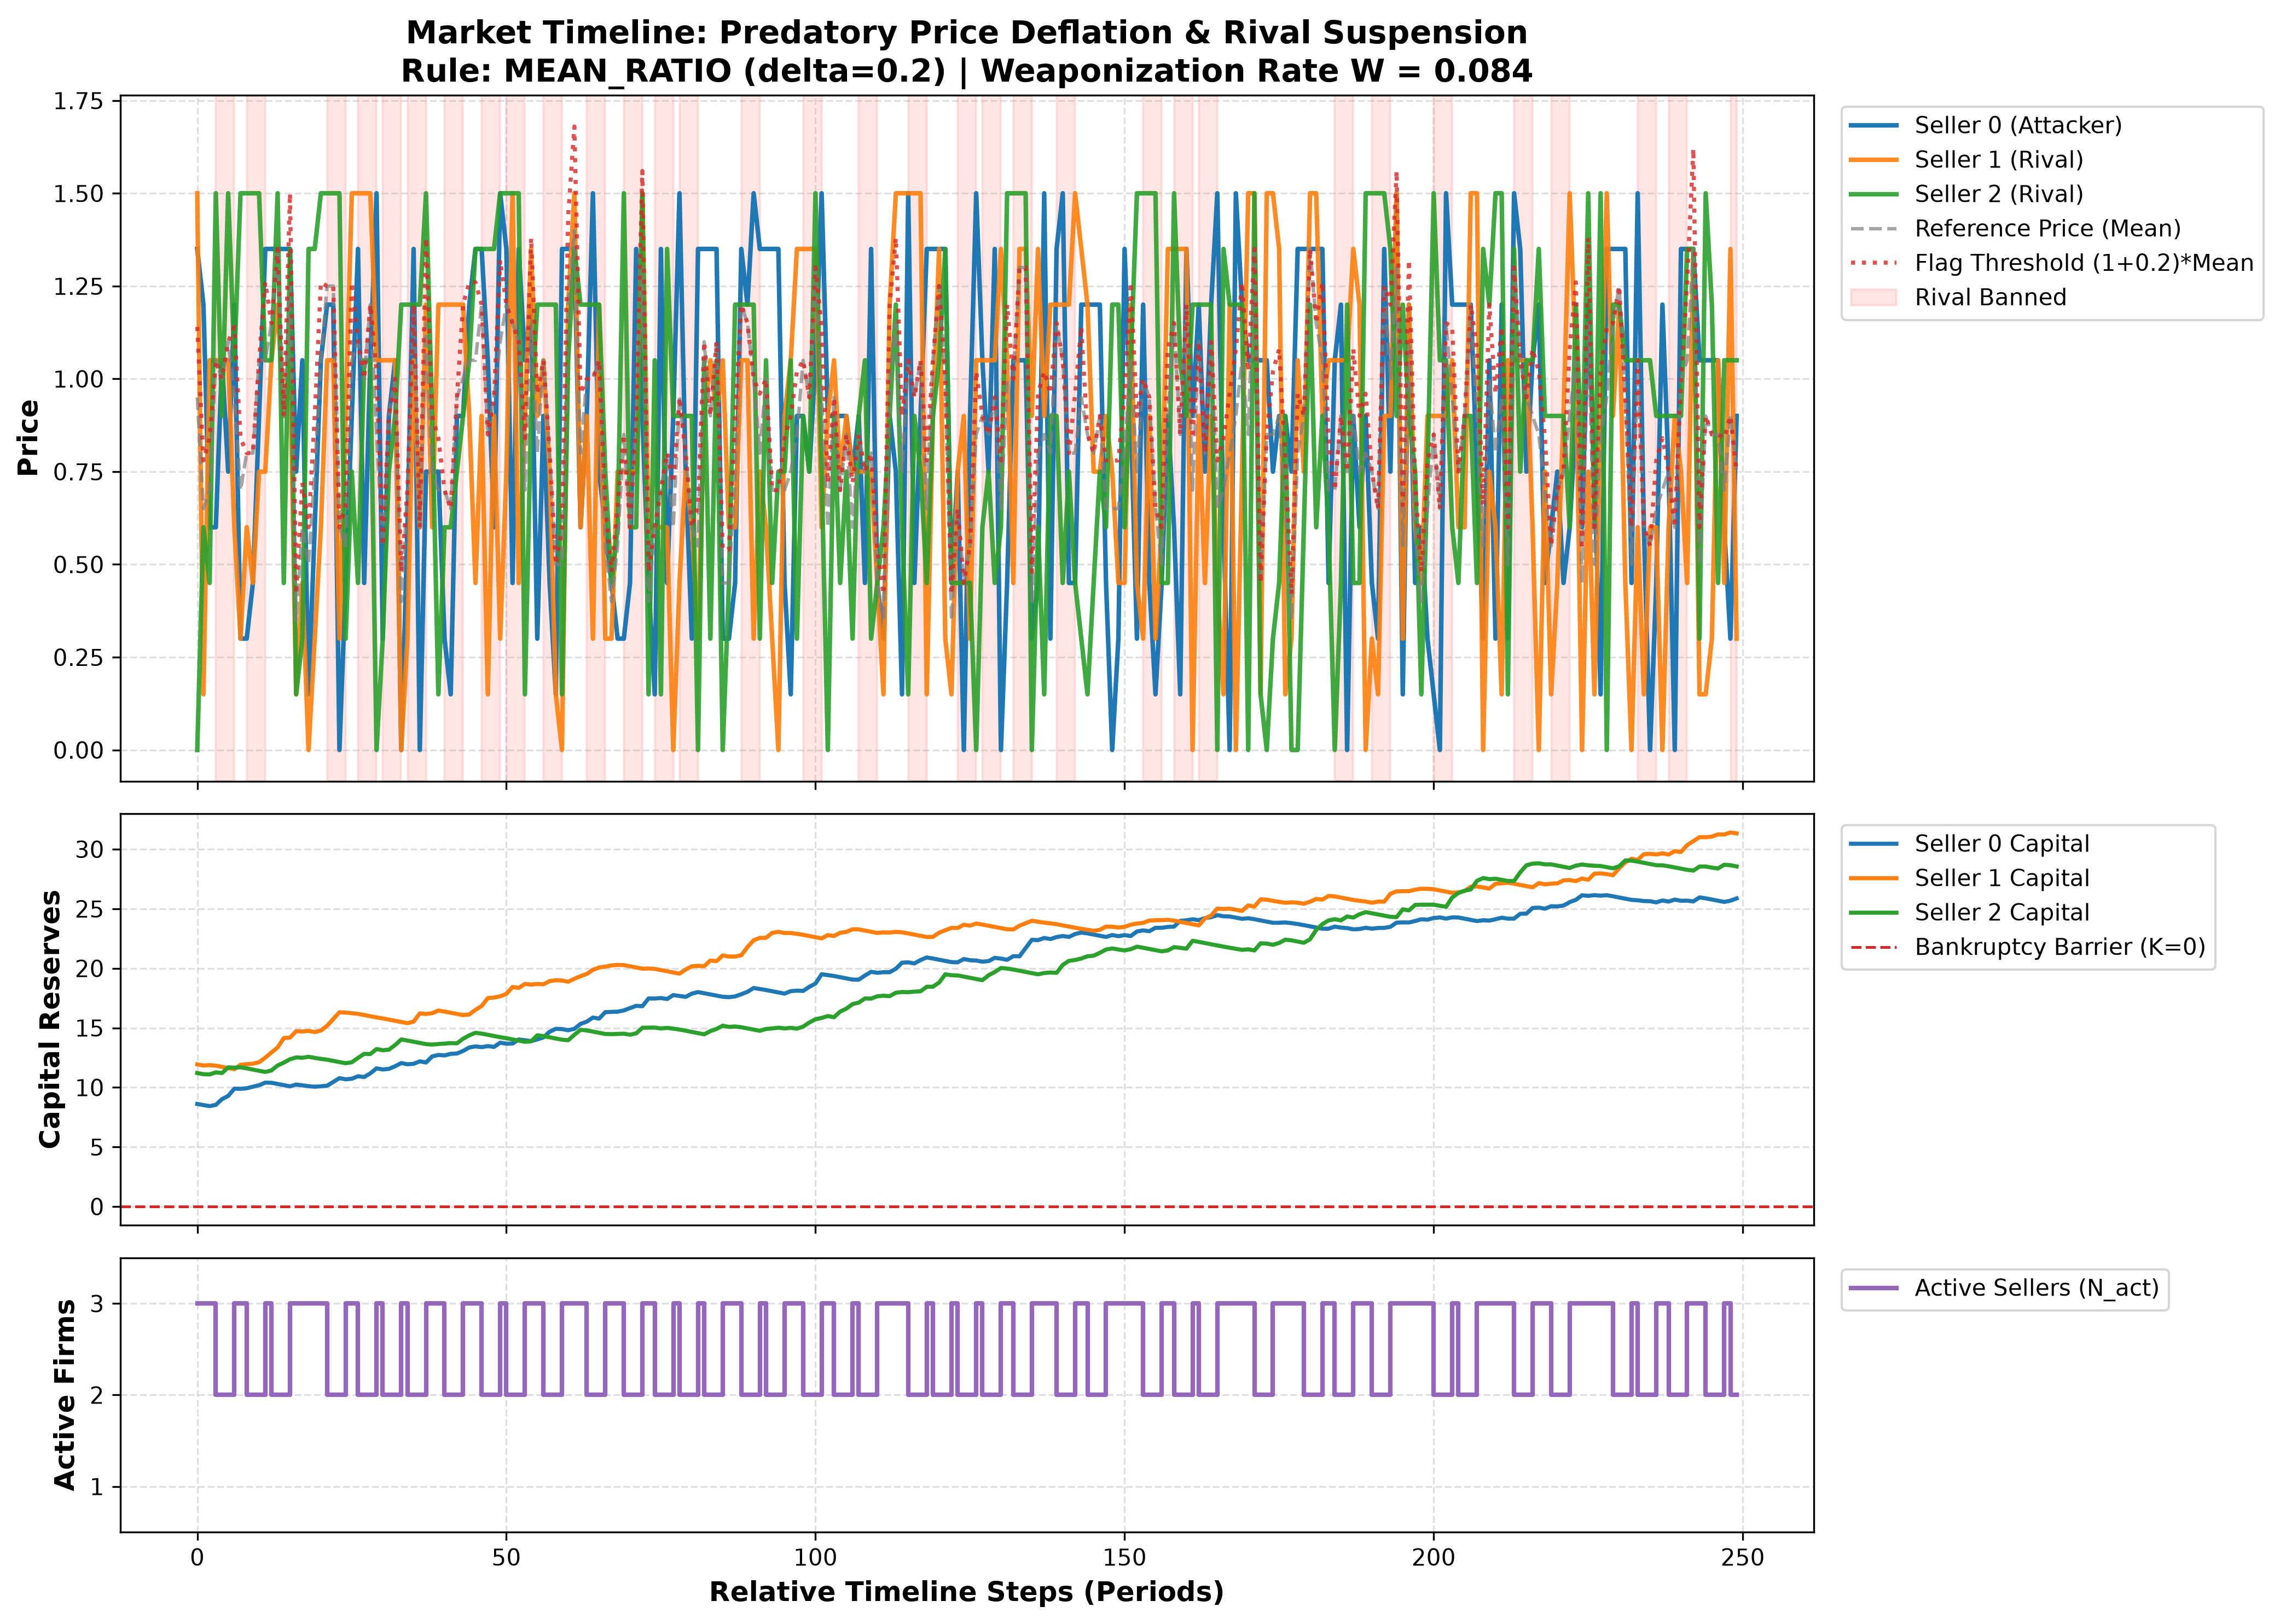 Market Timeline: Predatory Price Deflation & Rival Suspension
Rule: MEAN_RATIO (delta=0.2) | Weaponization Rate W = 0.084
Price
1.75
1.50
1.25
1.00
0.75
0.50
0.25
0.00
Seller 0 (Attacker)
Seller 1 (Rival)
Seller 2 (Rival)
Reference Price (Mean)
Flag Threshold (1+0.2)*Mean
Rival Banned
Capital Reserves
30
25
20
15
10
5
0
Seller 0 Capital
Seller 1 Capital
Seller 2 Capital
Bankruptcy Barrier (K=0)
Active Firms
3
2
1
Active Sellers (N_act)
0
50
100
150
200
250
Relative Timeline Steps (Periods)